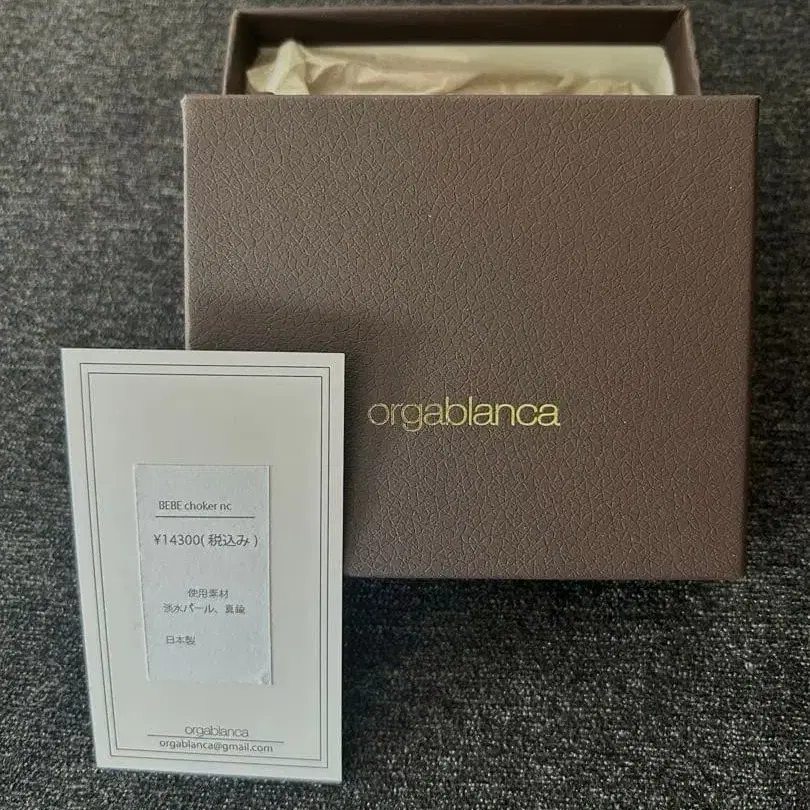 orgablanca
BEBE choker nc
¥14300(税込み)
使用素材
淡水パール、真鍮
日本製
orgablanca
orgablanca@gmail.com